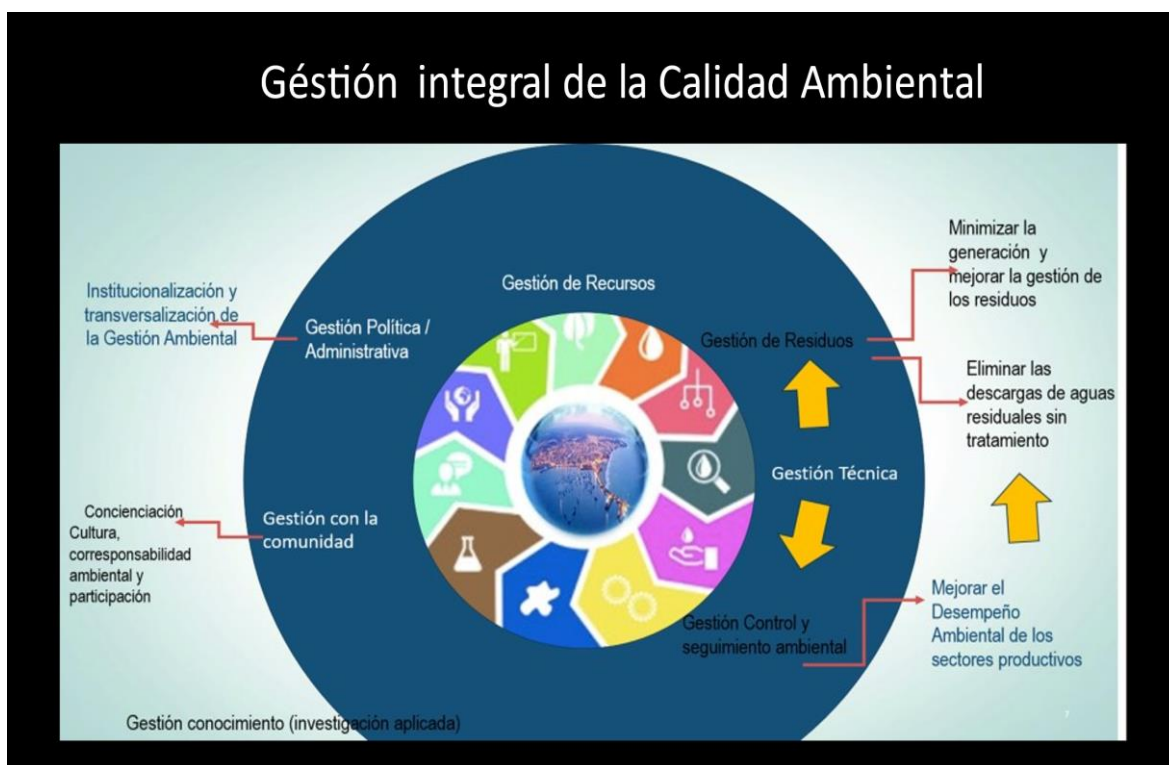 Géstión integral de la Calidad Ambiental
Gestión de Recursos
Institucionalización y
transversalización de
la Gestión Ambiental
Gestión Política /
Administrativa
Gestión de Residuos
Minimizar la
generación y
mejorar la gestión de
los residuos
Eliminar las
descargas de aguas
residuales sin
tratamiento
Gestión Técnica
Concienciación
Cultura,
corresponsabilidad
ambiental y
participación
Gestión con la
comunidad
Gestión Control y
seguimiento ambiental
Mejorar el
Desempeño
Ambiental de los
sectores productivos
Gestión conocimiento (investigación aplicada)
7